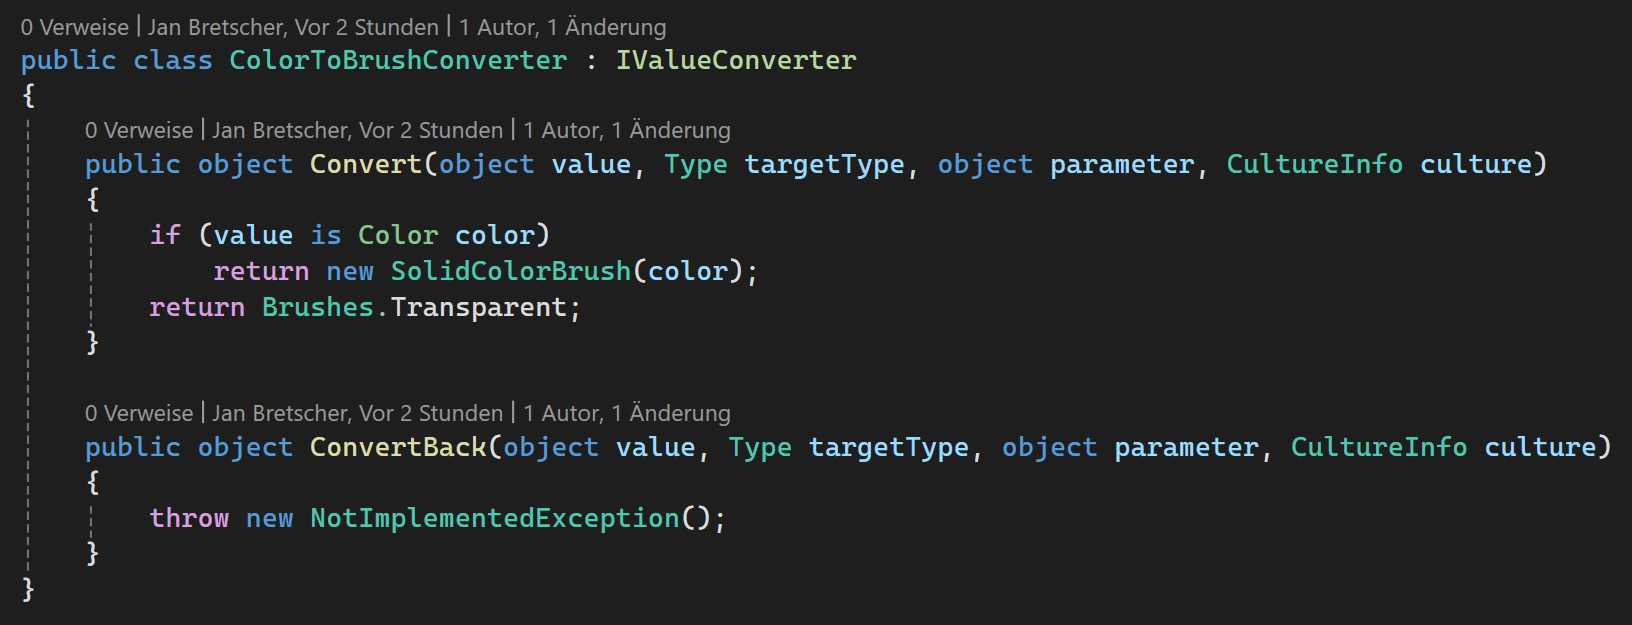 0 Verweise | Jan Bretscher, Vor 2 Stunden | 1 Autor, 1 Änderung
public class ColorToBrushConverter : IValueConverter
{
0 Verweise | Jan Bretscher, Vor 2 Stunden | 1 Autor, 1 Änderung
public object Convert(object value, Type targetType, object parameter, CultureInfo culture)
{
if (value is Color color)
return new SolidColorBrush(color);
return Brushes.Transparent;
}
0 Verweise | Jan Bretscher, Vor 2 Stunden | 1 Autor, 1 Änderung
public object ConvertBack(object value, Type targetType, object parameter, CultureInfo culture)
{
throw new NotImplementedException();
}
}